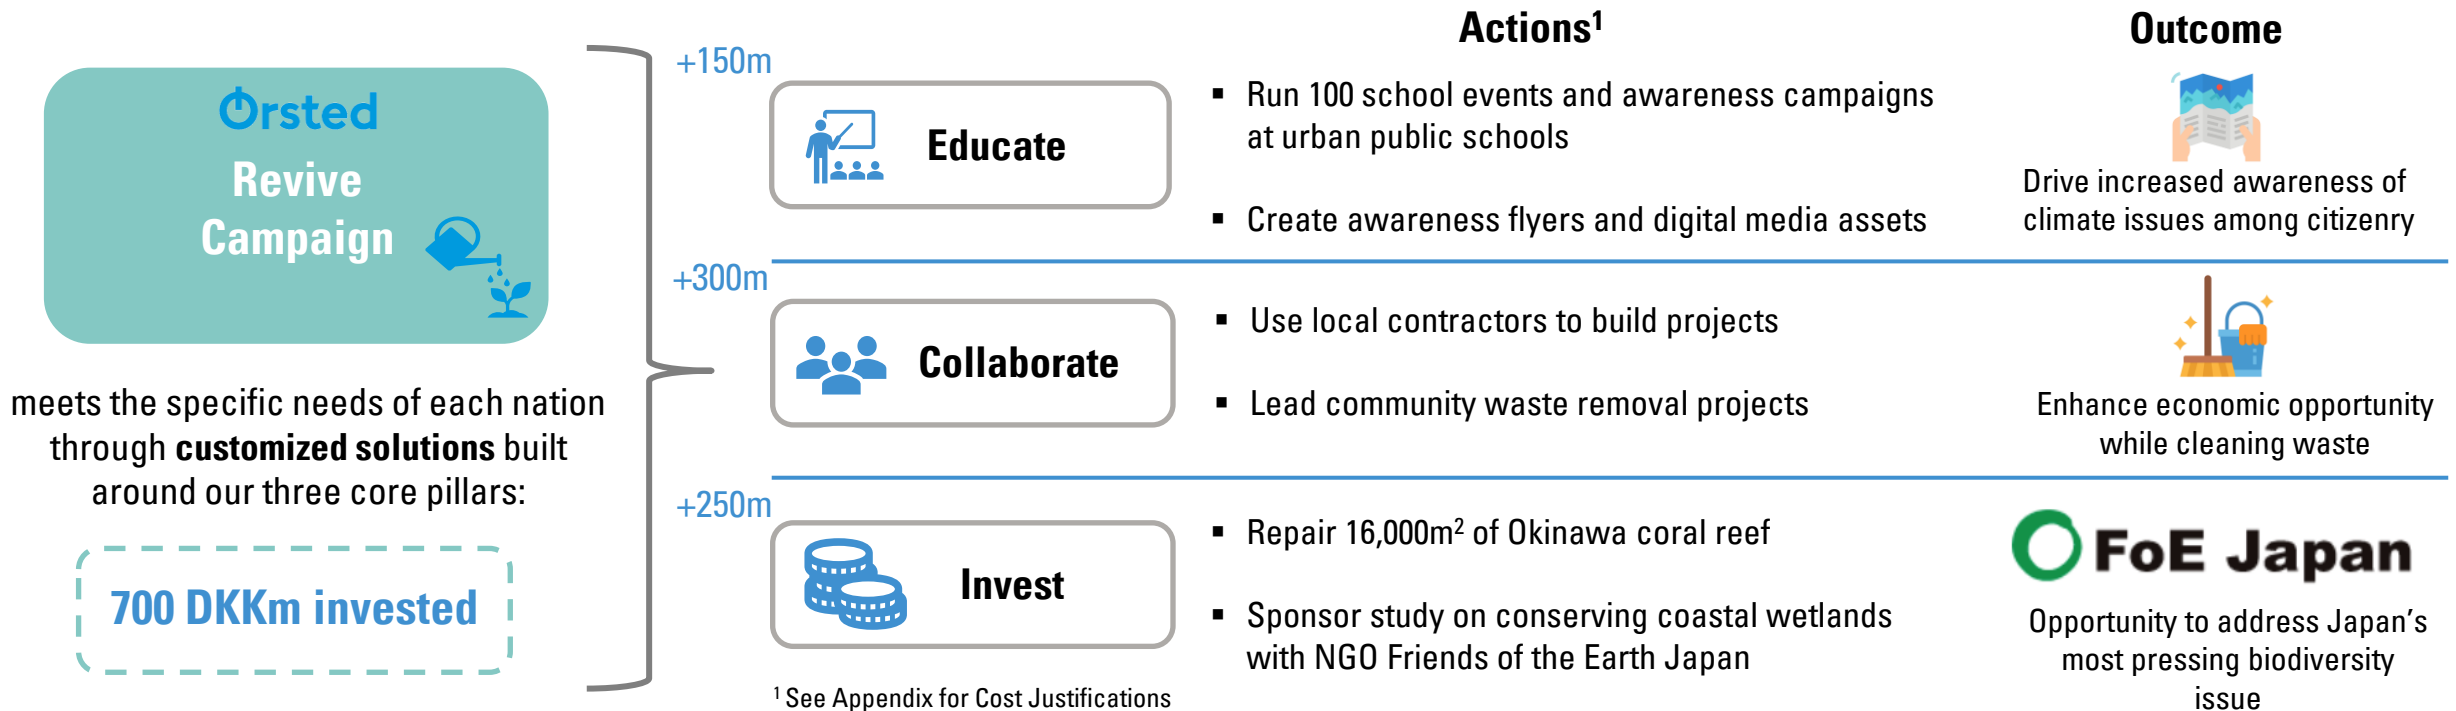 Ørsted
Revive
Campaign
meets the specific needs of each nation
through customized solutions built
around our three core pillars:
700 DKKm invested
Actions¹
Outcome
+150m
Educate
▪ Run 100 school events and awareness campaigns
at urban public schools
▪ Create awareness flyers and digital media assets
Drive increased awareness of
climate issues among citizenry
+300m
Collaborate
▪ Use local contractors to build projects
▪ Lead community waste removal projects
Enhance economic opportunity
while cleaning waste
+250m
Invest
▪ Repair 16,000m² of Okinawa coral reef
▪ Sponsor study on conserving coastal wetlands
with NGO Friends of the Earth Japan
FoE Japan
Opportunity to address Japan’s
most pressing biodiversity
issue
¹ See Appendix for Cost Justifications